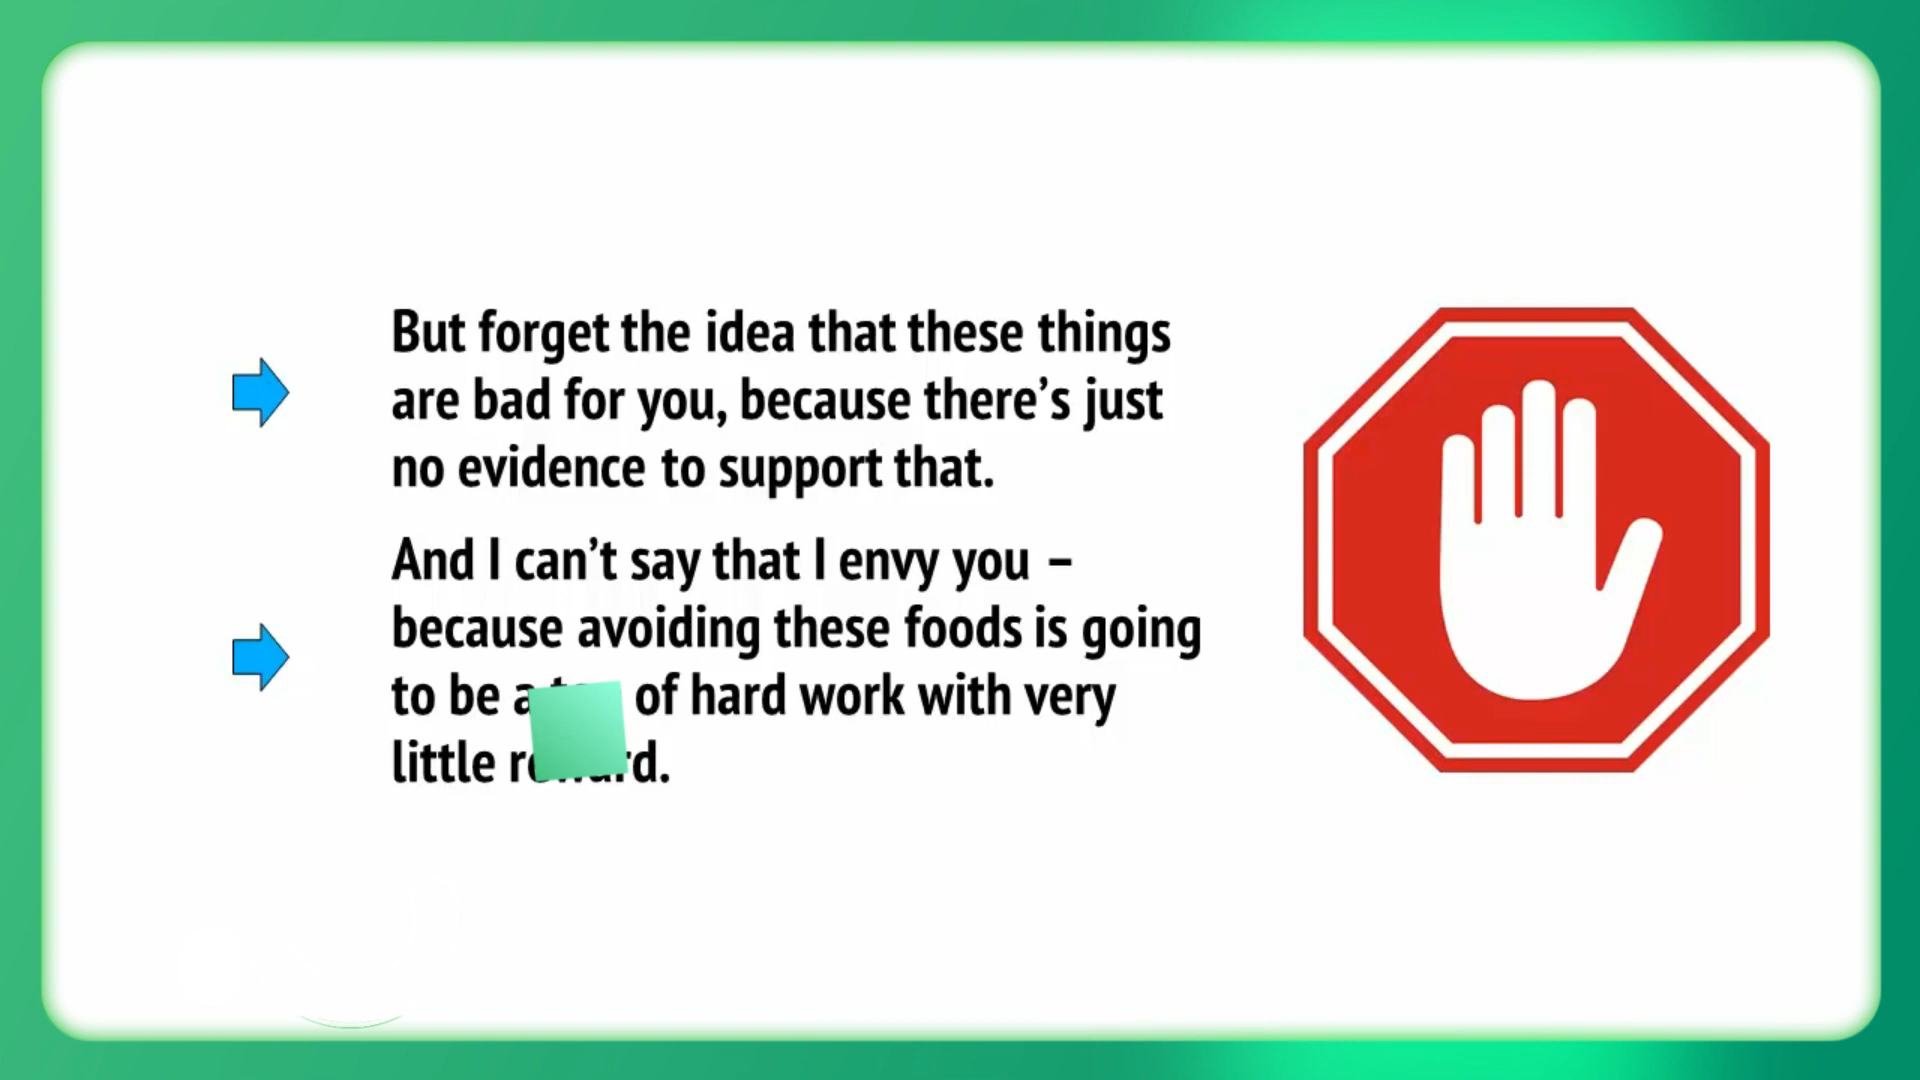 But forget the idea that these things
are bad for you, because there’s just
no evidence to support that.
And I can’t say that I envy you –
because avoiding these foods is going
to be a of hard work with very
little